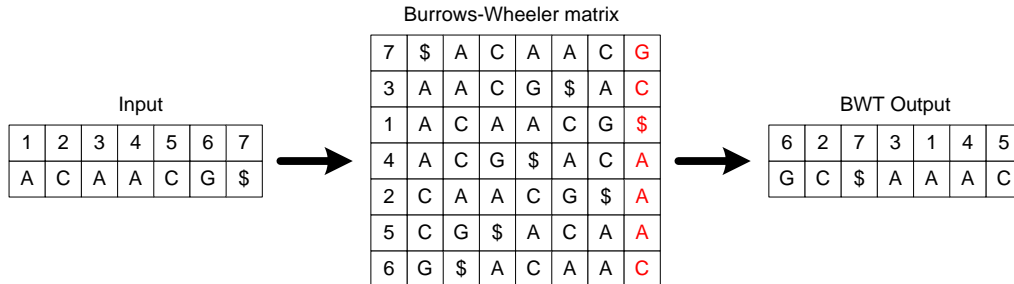 Burrows-Wheeler matrix
7 $ A C A A C G
3 A A C G $ A C
1 A C A A C G $
4 A C G $ A C A
2 C A A C G $ A
5 C G $ A C A A
6 G $ A C A A C
Input
1 2 3 4 5 6 7
A C A A C G $
BWT Output
6 2 7 3 1 4 5
G C $ A A A C